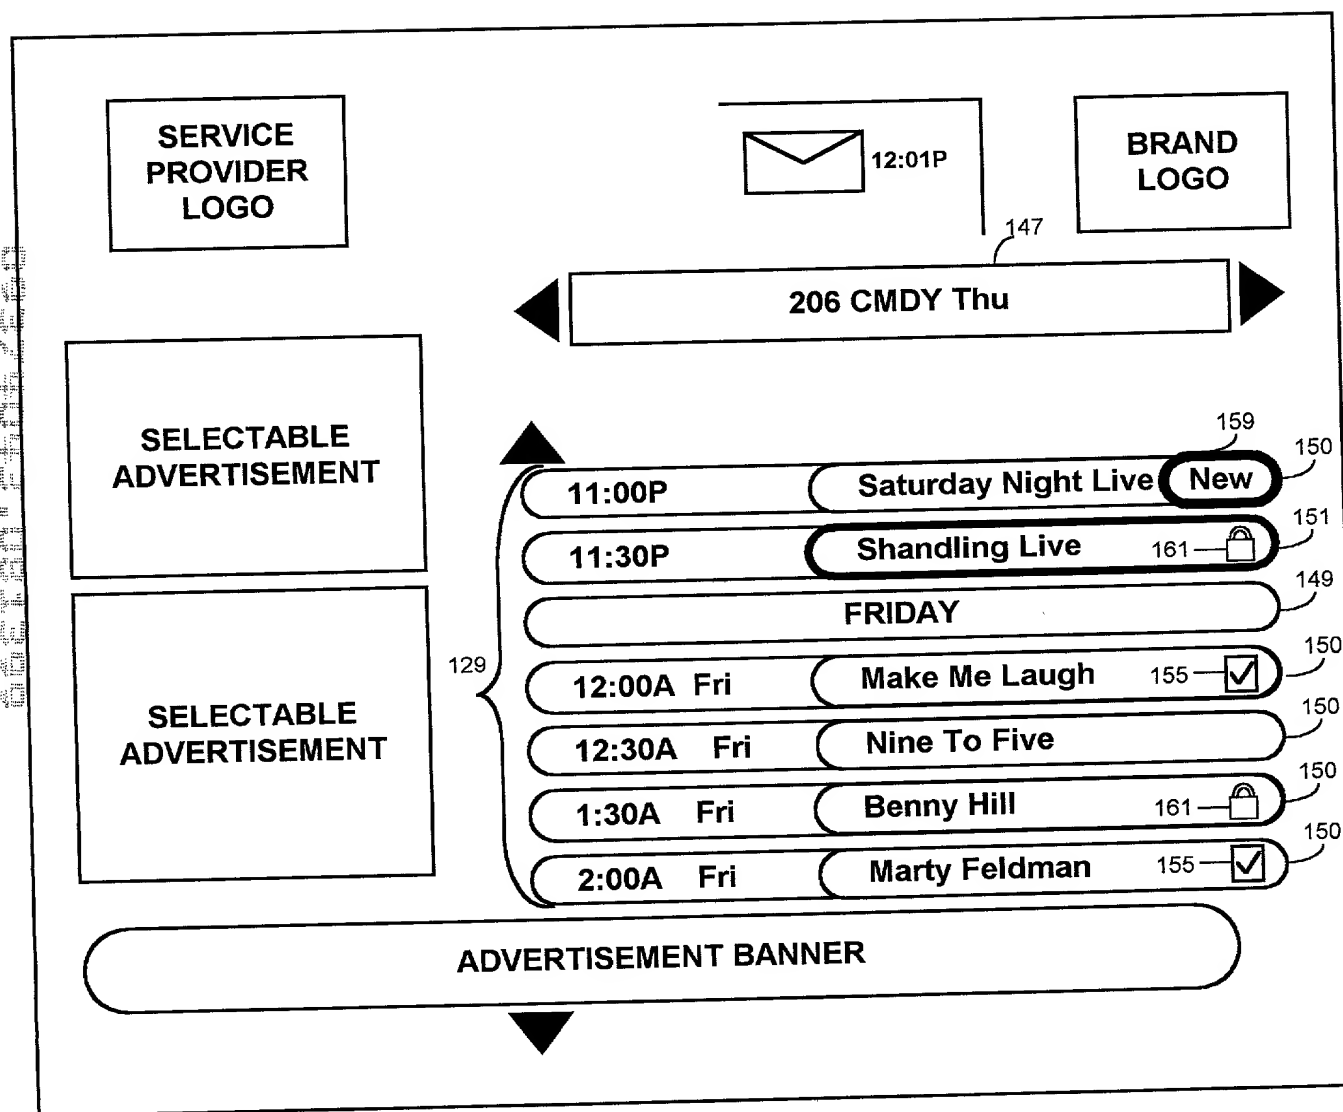 SERVICE
PROVIDER
LOGO
12:01P
BRAND
LOGO
147
206 CMDY Thu
SELECTABLE
ADVERTISEMENT
159
150
11:00P Saturday Night Live New
151
11:30P Shandling Live 161
149
FRIDAY
150
129
12:00A Fri Make Me Laugh 155
150
12:30A Fri Nine To Five
150
1:30A Fri Benny Hill 161
150
2:00A Fri Marty Feldman 155
SELECTABLE
ADVERTISEMENT
ADVERTISEMENT BANNER